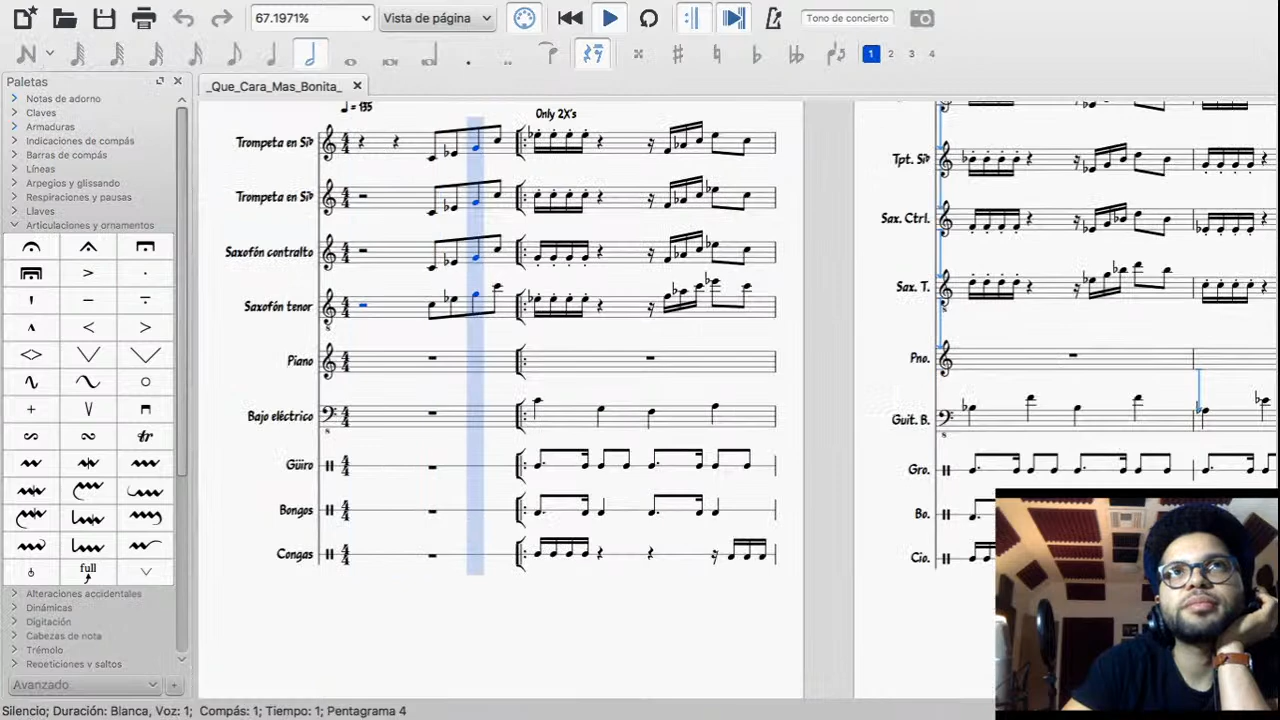 67.1971%
Vista de página
Tono de concierto
1 2 3 4
Paletas
Notas de adorno
Claves
Armaduras
Indicaciones de compás
Barras de compás
Líneas
Arpegios y glissando
Respiraciones y pausas
Llaves
Articulaciones y ornamentos
full
Alteraciones accidentales
Dinámicas
Digitación
Cabezas de nota
Trémolo
Repeticiones y saltos
Avanzado
_Que_Cara_Mas_Bonita_
= 135
Only 2X's
Trompeta en Si♭
Trompeta en Si♭
Saxofón contralto
Saxofón tenor
Piano
Bajo eléctrico
Güiro
Bongos
Congas
Tpt. Si♭
Sax. Ctrl.
Sax. T.
Pno.
Guit. B.
Gro.
Bo.
Cio.
Silencio; Duración: Blanca, Voz: 1; Compás: 1; Tiempo: 1; Pentagrama 4